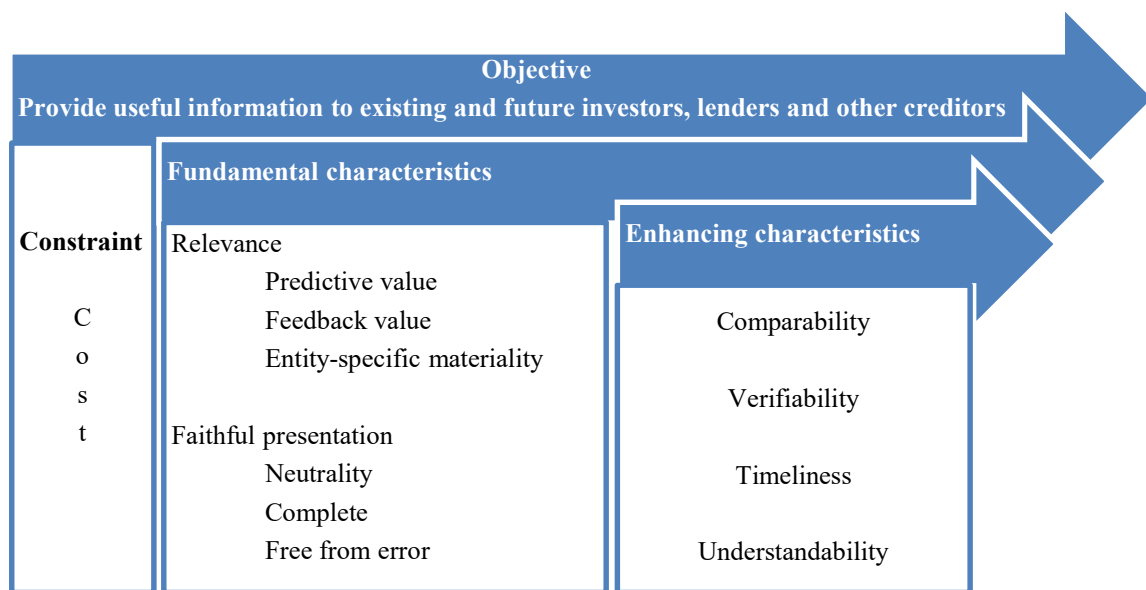 Objective
Provide useful information to existing and future investors, lenders and other creditors
Constraint
C
o
s
t
Fundamental characteristics
Relevance
Predictive value
Feedback value
Entity-specific materiality
Faithful presentation
Neutrality
Complete
Free from error
Enhancing characteristics
Comparability
Verifiability
Timeliness
Understandability